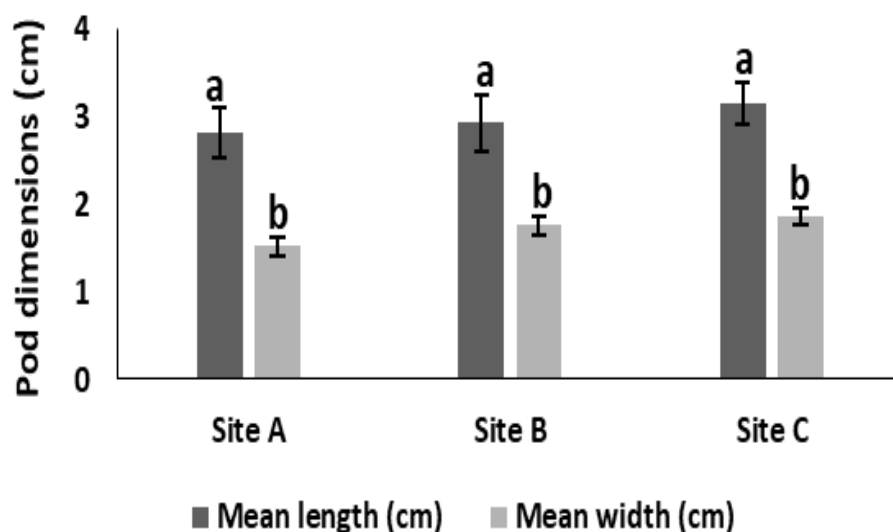 Pod dimensions (cm)
4
3
2
1
0
a
b
a
b
a
b
Site A
Site B
Site C
Mean length (cm)
Mean width (cm)